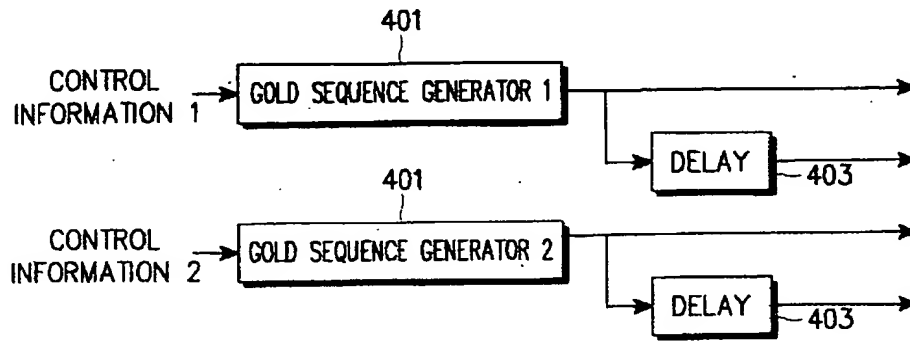 401
CONTROL
INFORMATION 1
GOLD SEQUENCE GENERATOR 1
DELAY
403
401
CONTROL
INFORMATION 2
GOLD SEQUENCE GENERATOR 2
DELAY
403